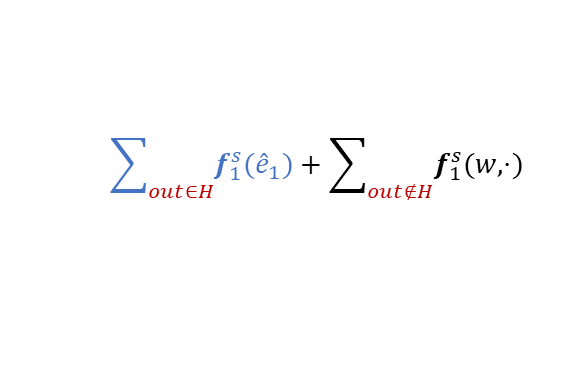 ∑_{out∈H} f_1^s(ê_1) + ∑_{out∉H} f_1^s(w,·)